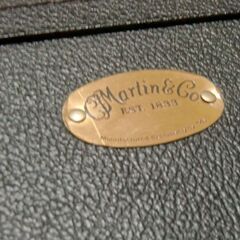 CF Martin & Co
EST. 1833